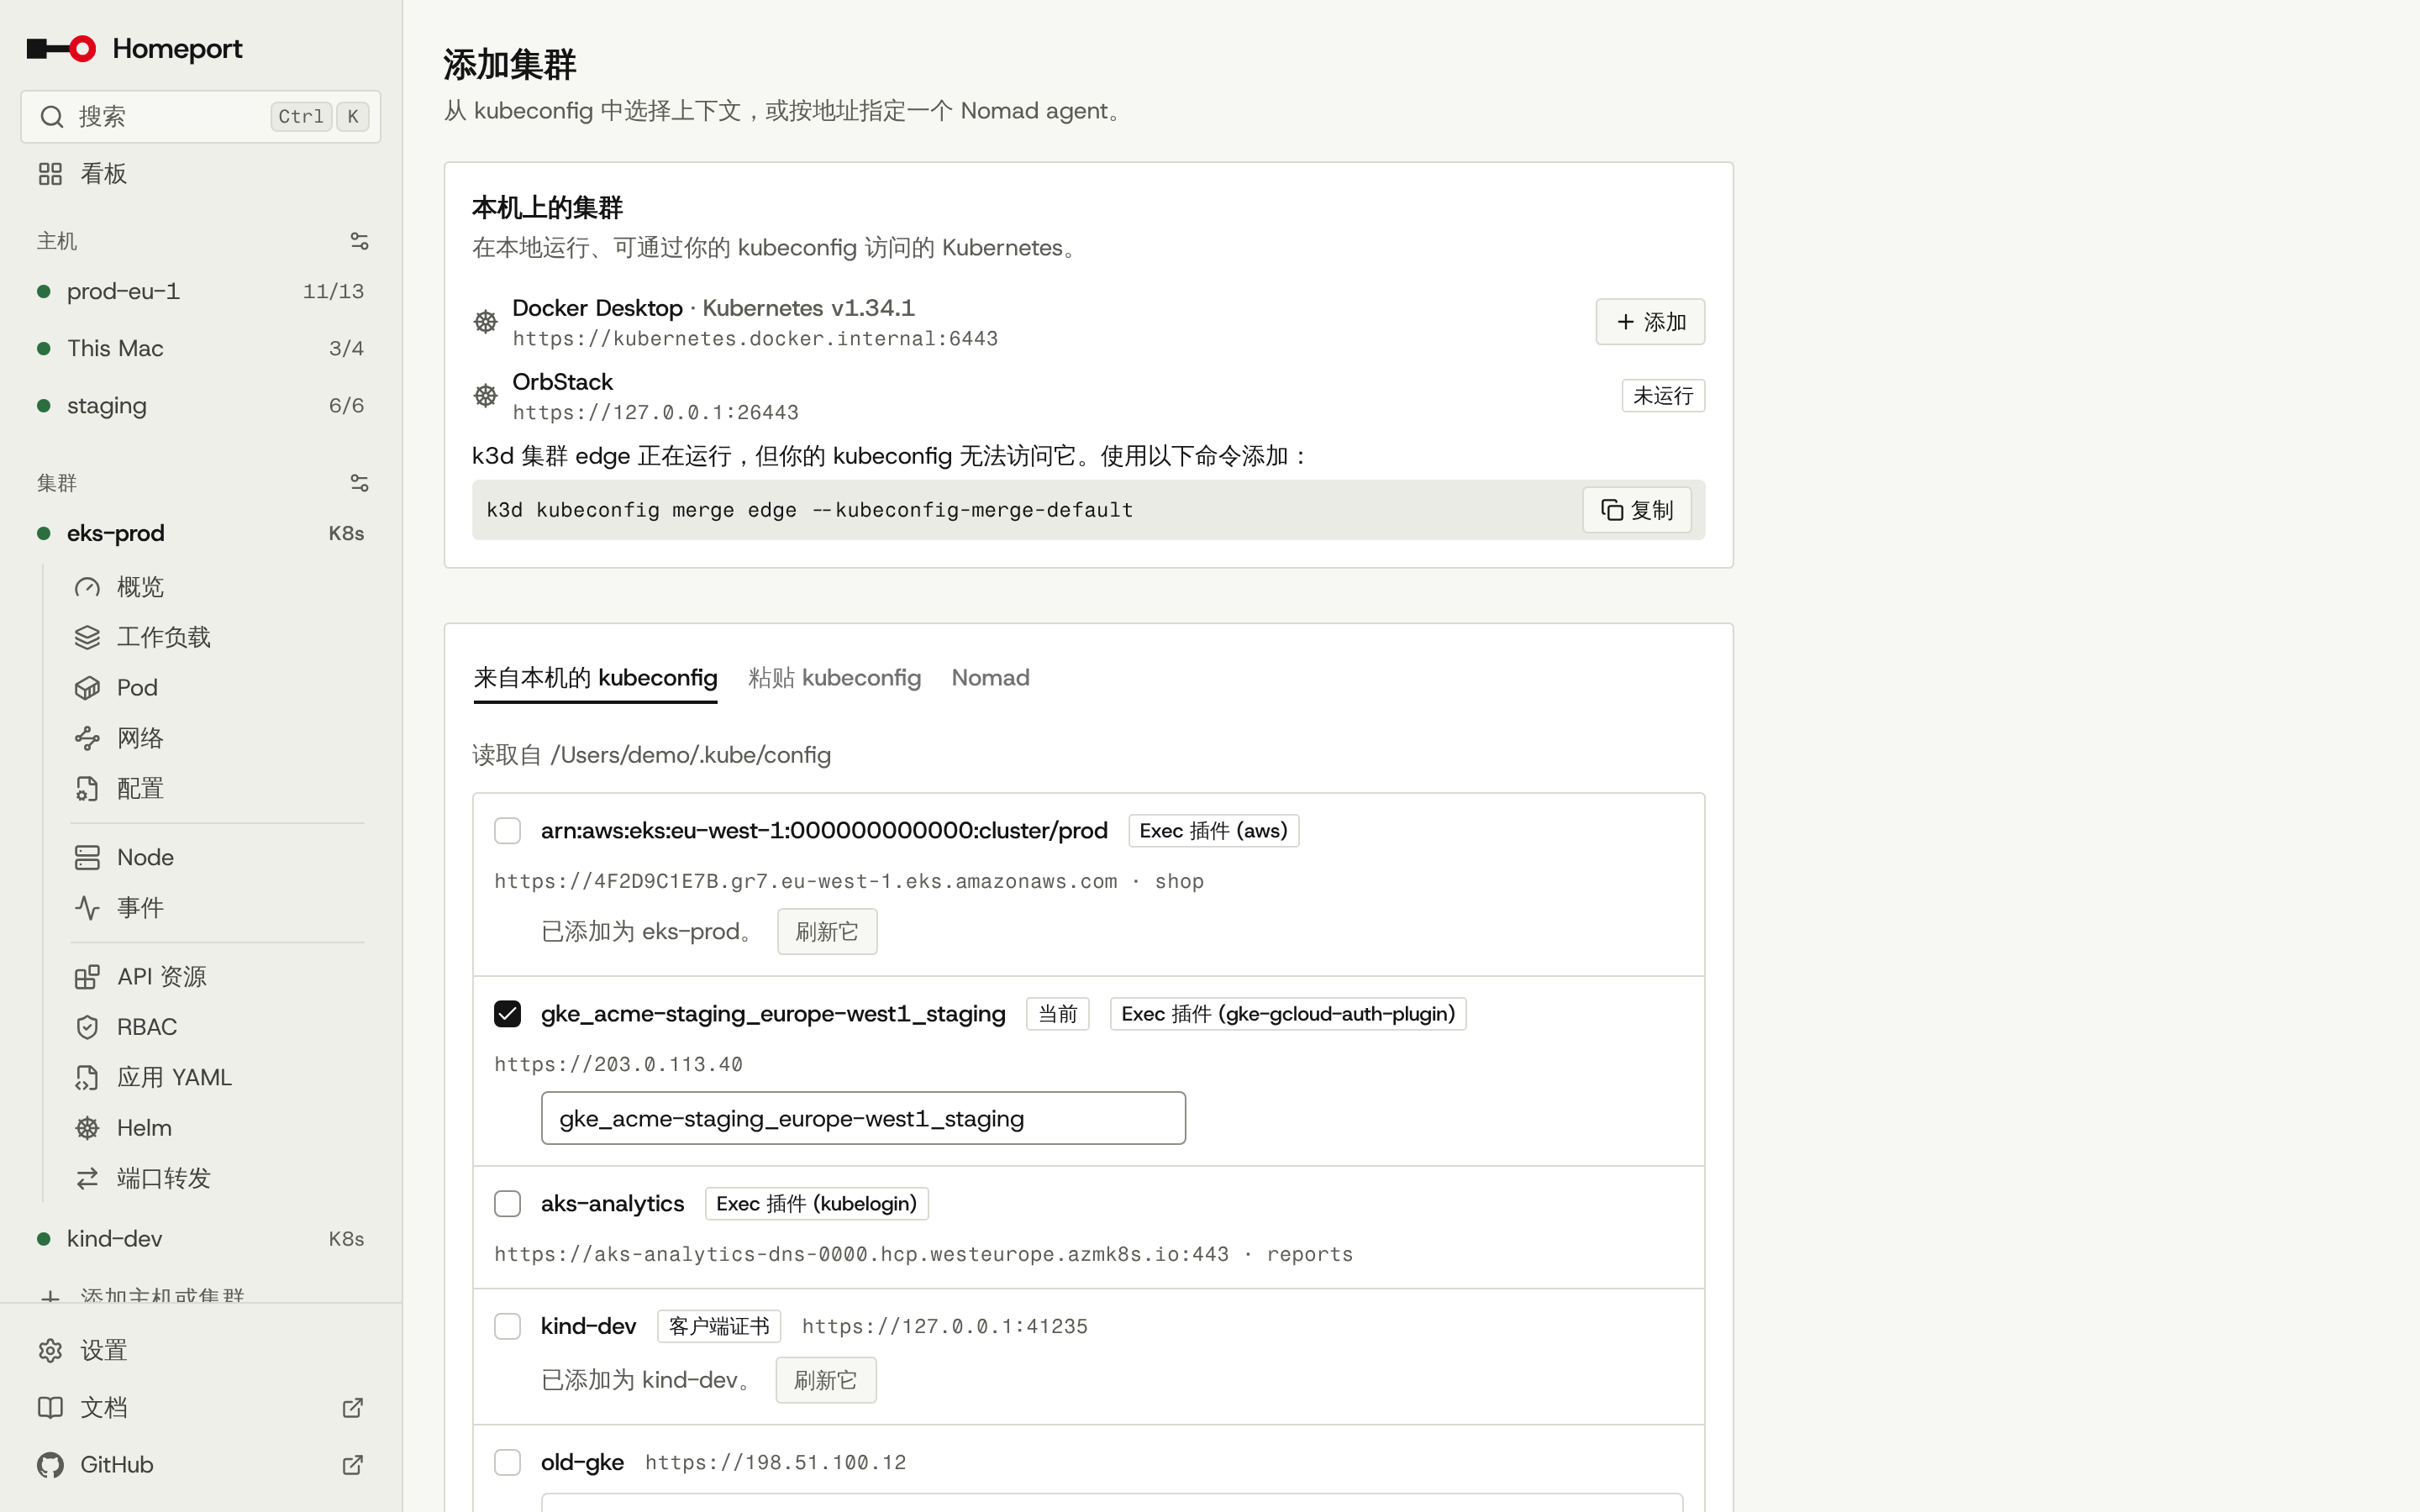 Homeport
搜索 Ctrl K
看板
主机
prod-eu-1 11/13
This Mac 3/4
staging 6/6
集群
eks-prod K8s
概览
工作负载
Pod
网络
配置
Node
事件
API 资源
RBAC
应用 YAML
Helm
端口转发
kind-dev K8s
添加主机或集群
设置
文档
GitHub
添加集群
从 kubeconfig 中选择上下文，或按地址指定一个 Nomad agent。
本机上的集群
在本地运行、可通过你的 kubeconfig 访问的 Kubernetes。
Docker Desktop · Kubernetes v1.34.1
https://kubernetes.docker.internal:6443
添加
OrbStack
https://127.0.0.1:26443
未运行
k3d 集群 edge 正在运行，但你的 kubeconfig 无法访问它。使用以下命令添加：
k3d kubeconfig merge edge --kubeconfig-merge-default
复制
来自本机的 kubeconfig 粘贴 kubeconfig Nomad
读取自 /Users/demo/.kube/config
arn:aws:eks:eu-west-1:000000000000:cluster/prod Exec 插件 (aws)
https://4F2D9C1E7B.gr7.eu-west-1.eks.amazonaws.com · shop
已添加为 eks-prod。 刷新它
gke_acme-staging_europe-west1_staging 当前 Exec 插件 (gke-gcloud-auth-plugin)
https://203.0.113.40
gke_acme-staging_europe-west1_staging
aks-analytics Exec 插件 (kubelogin)
https://aks-analytics-dns-0000.hcp.westeurope.azmk8s.io:443 · reports
kind-dev 客户端证书 https://127.0.0.1:41235
已添加为 kind-dev。 刷新它
old-gke https://198.51.100.12